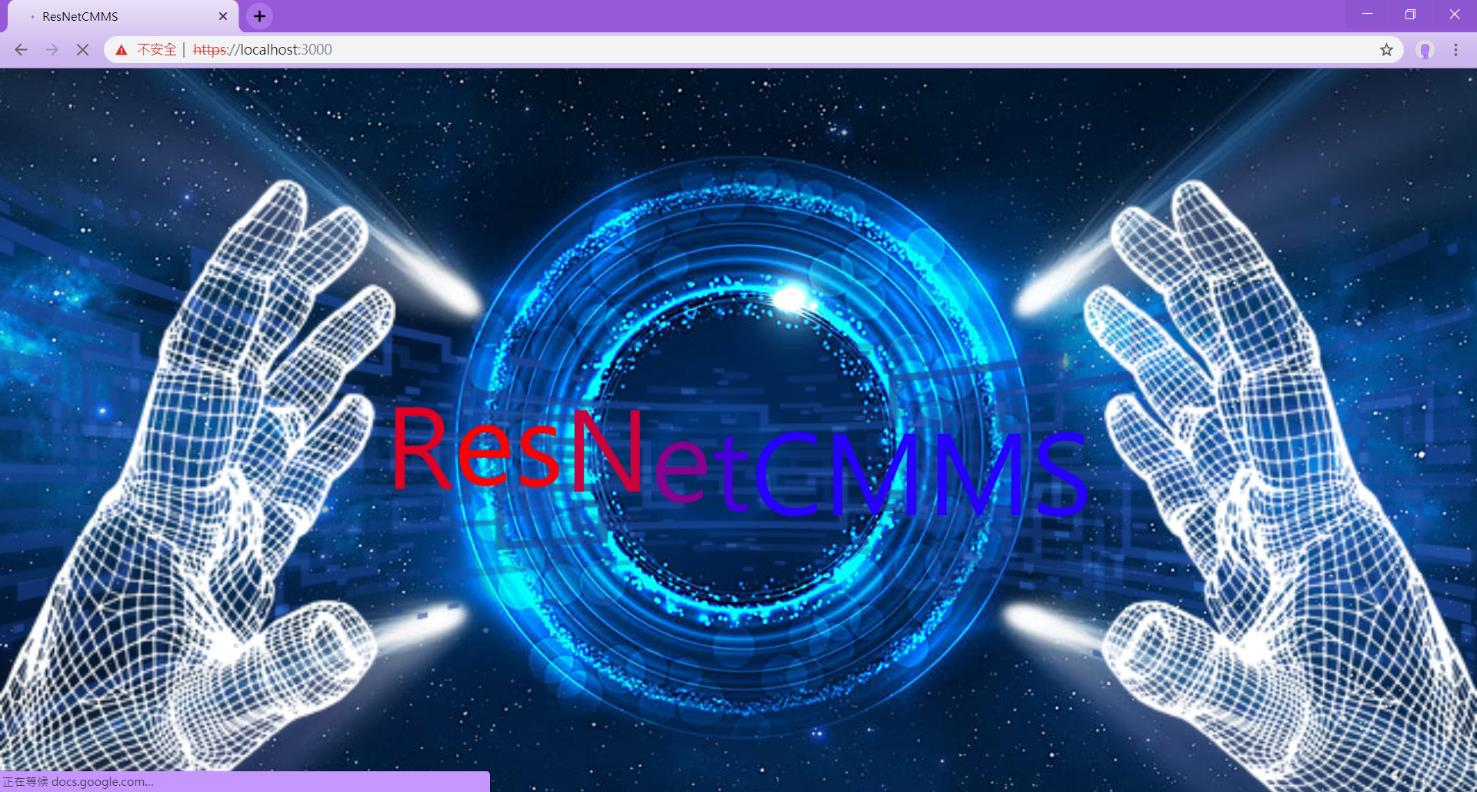 ResNetCMMS
不安全 | https://localhost:3000
ResNetCMMS
正在等候 docs.google.com...